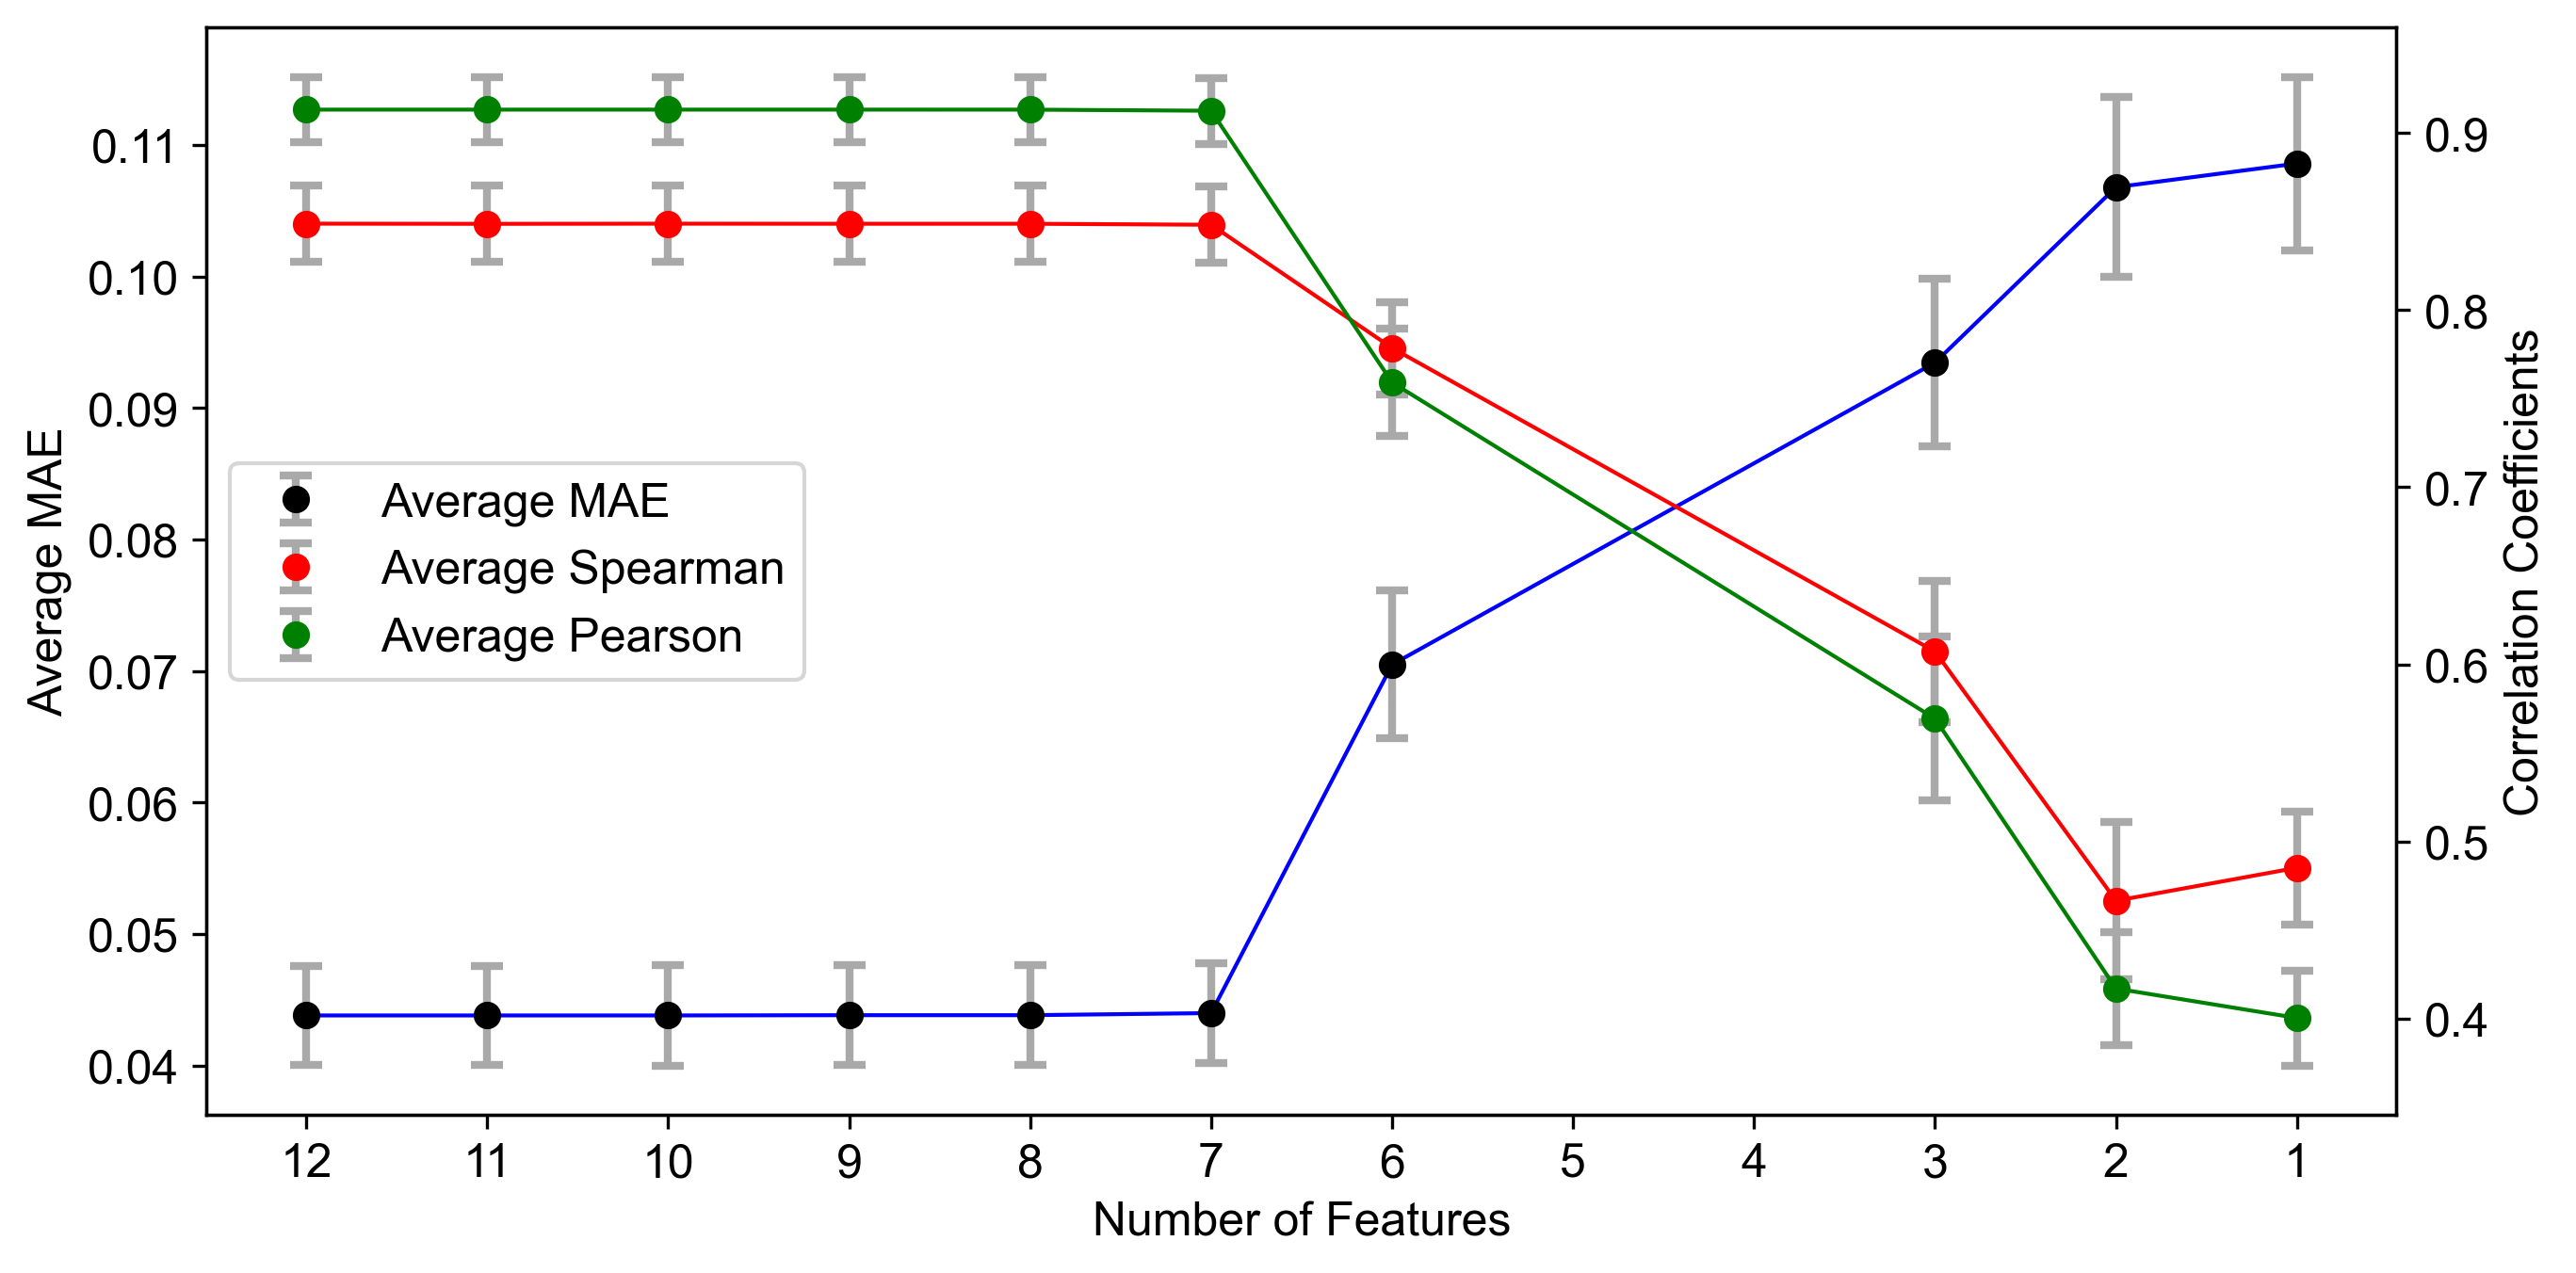 Average MAE
0.11
0.10
0.09
0.08
0.07
0.06
0.05
0.04
Average MAE
Average Spearman
Average Pearson
0.9
0.8
0.7
0.6
0.5
0.4
Correlation Coefficients
12 11 10 9 8 7 6 5 4 3 2 1
Number of Features